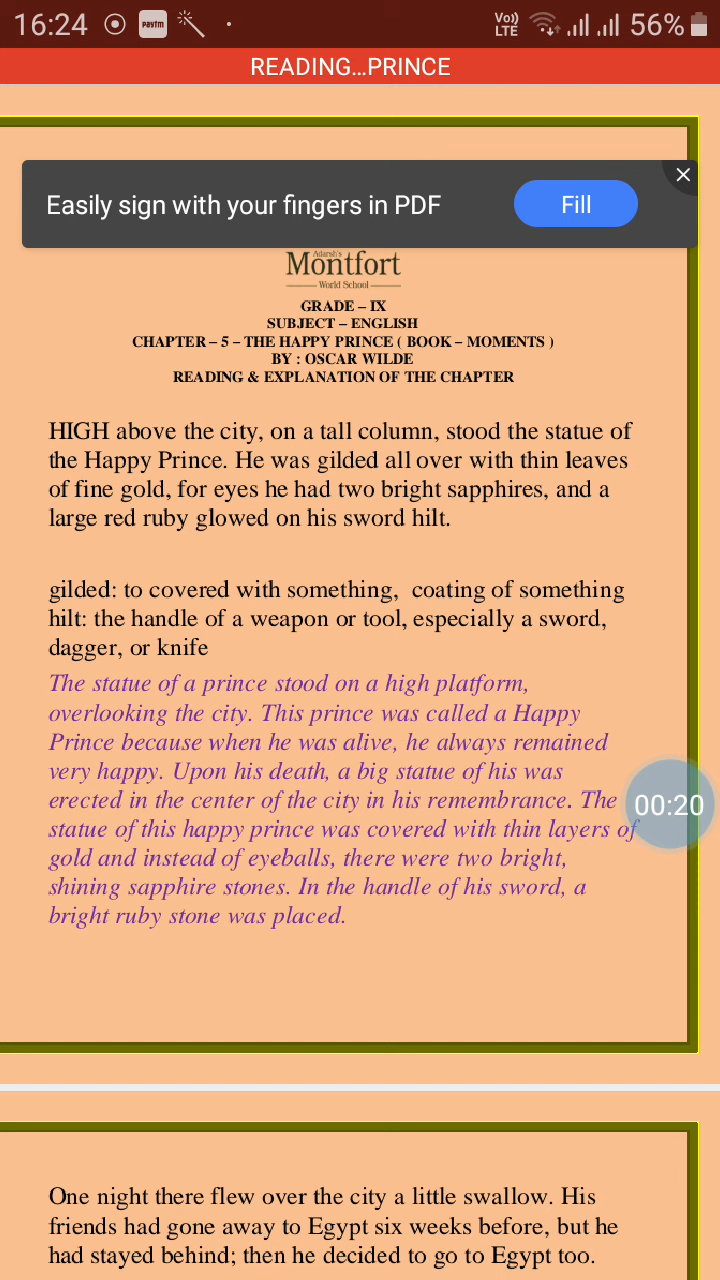 16:24 paytm Vo)) LTE 56%
READING...PRINCE
Easily sign with your fingers in PDF Fill
Adarsh's
Montfort
World School
GRADE – IX
SUBJECT – ENGLISH
CHAPTER – 5 – THE HAPPY PRINCE ( BOOK – MOMENTS )
BY : OSCAR WILDE
READING & EXPLANATION OF THE CHAPTER
HIGH above the city, on a tall column, stood the statue of
the Happy Prince. He was gilded all over with thin leaves
of fine gold, for eyes he had two bright sapphires, and a
large red ruby glowed on his sword hilt.
gilded: to covered with something, coating of something
hilt: the handle of a weapon or tool, especially a sword,
dagger, or knife
The statue of a prince stood on a high platform,
overlooking the city. This prince was called a Happy
Prince because when he was alive, he always remained
very happy. Upon his death, a big statue of his was
erected in the center of the city in his remembrance. The
00:20
statue of this happy prince was covered with thin layers of
gold and instead of eyeballs, there were two bright,
shining sapphire stones. In the handle of his sword, a
bright ruby stone was placed.
One night there flew over the city a little swallow. His
friends had gone away to Egypt six weeks before, but he
had stayed behind; then he decided to go to Egypt too.